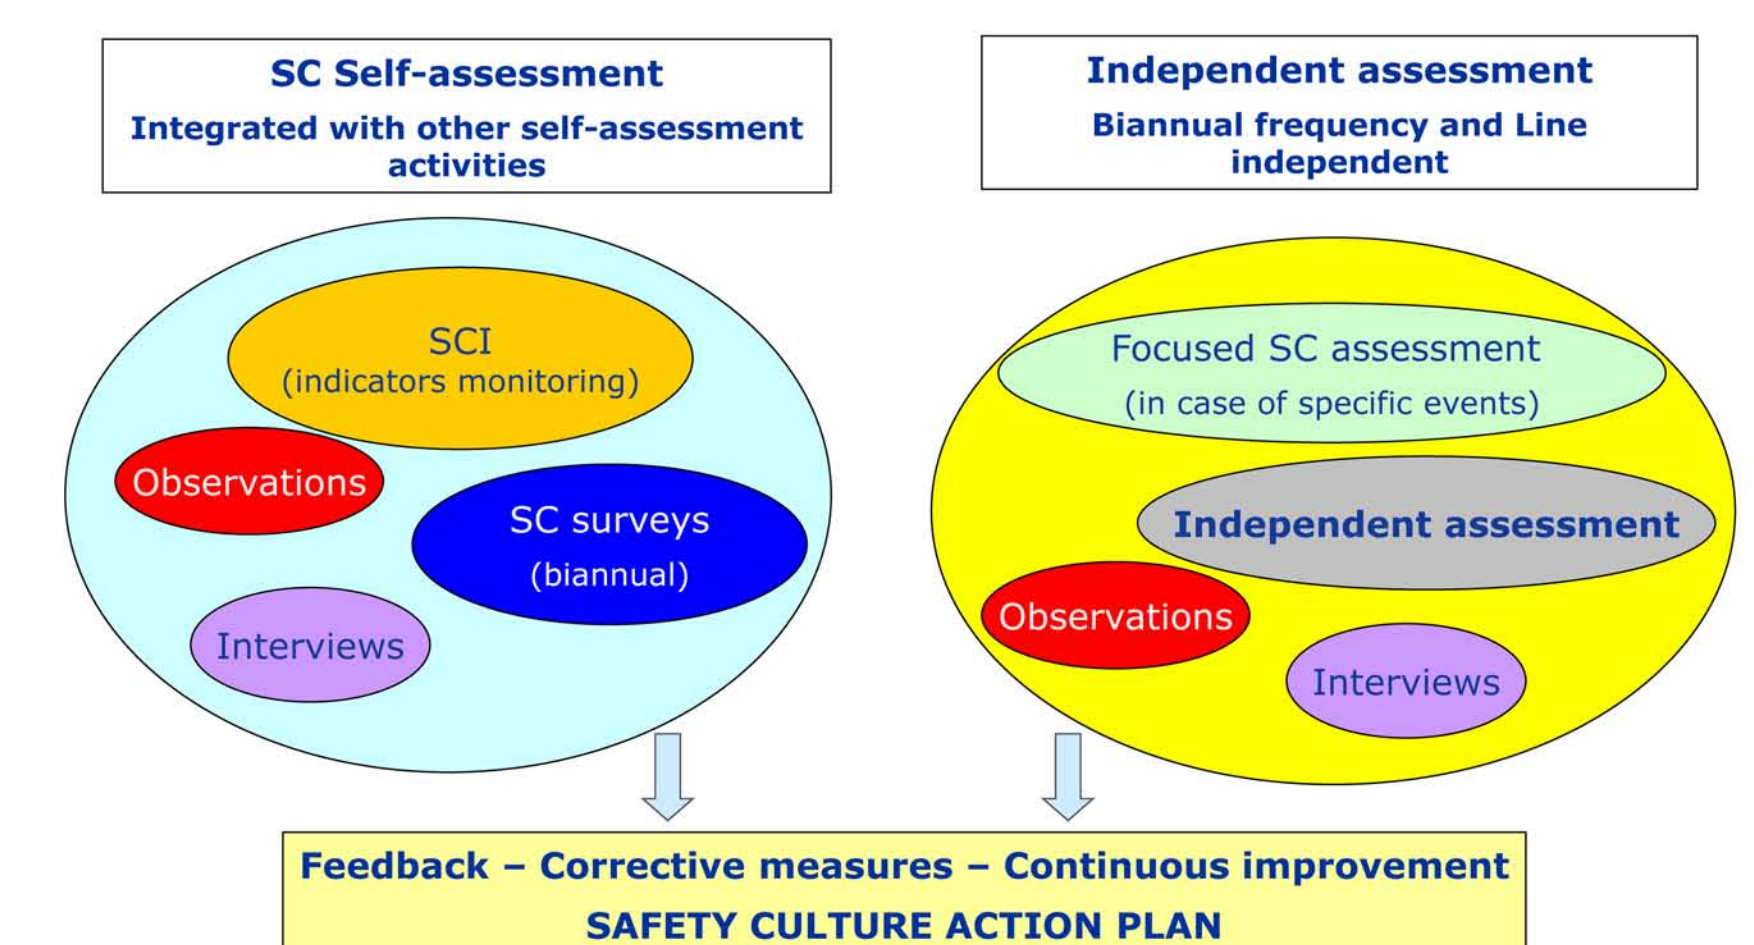 SC Self-assessment
Integrated with other self-assessment
activities
Independent assessment
Biannual frequency and Line
independent
SCI
(indicators monitoring)
Observations
SC surveys
(biannual)
Interviews
Focused SC assessment
(in case of specific events)
Independent assessment
Observations
Interviews
Feedback – Corrective measures – Continuous improvement
SAFETY CULTURE ACTION PLAN